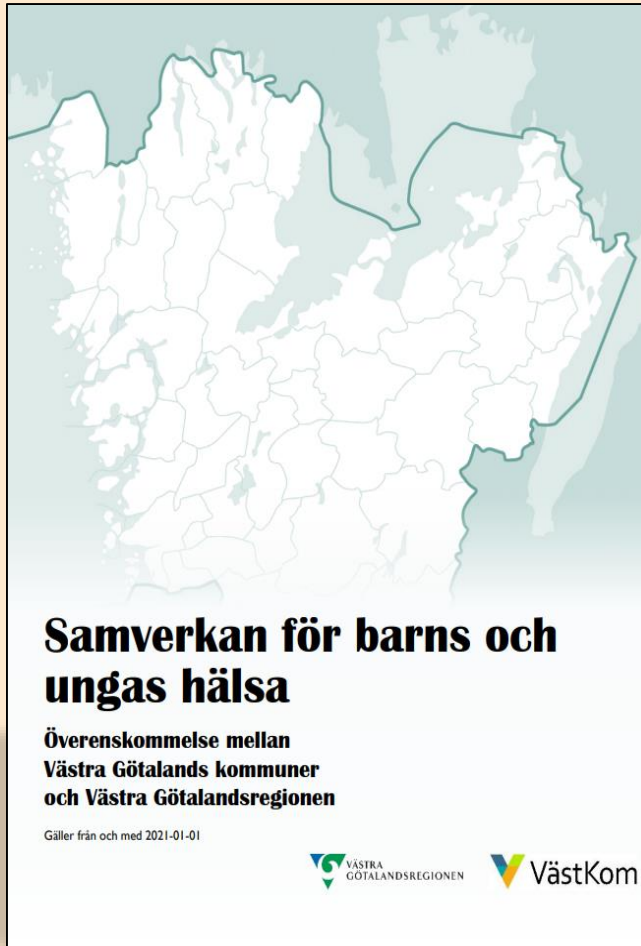 Samverkan för barns och
ungas hälsa
Överenskommelse mellan
Västra Götalands kommuner
och Västra Götalandsregionen
Gäller från och med 2021-01-01
VÄSTRA
GÖTALANDSREGIONEN
VästKom